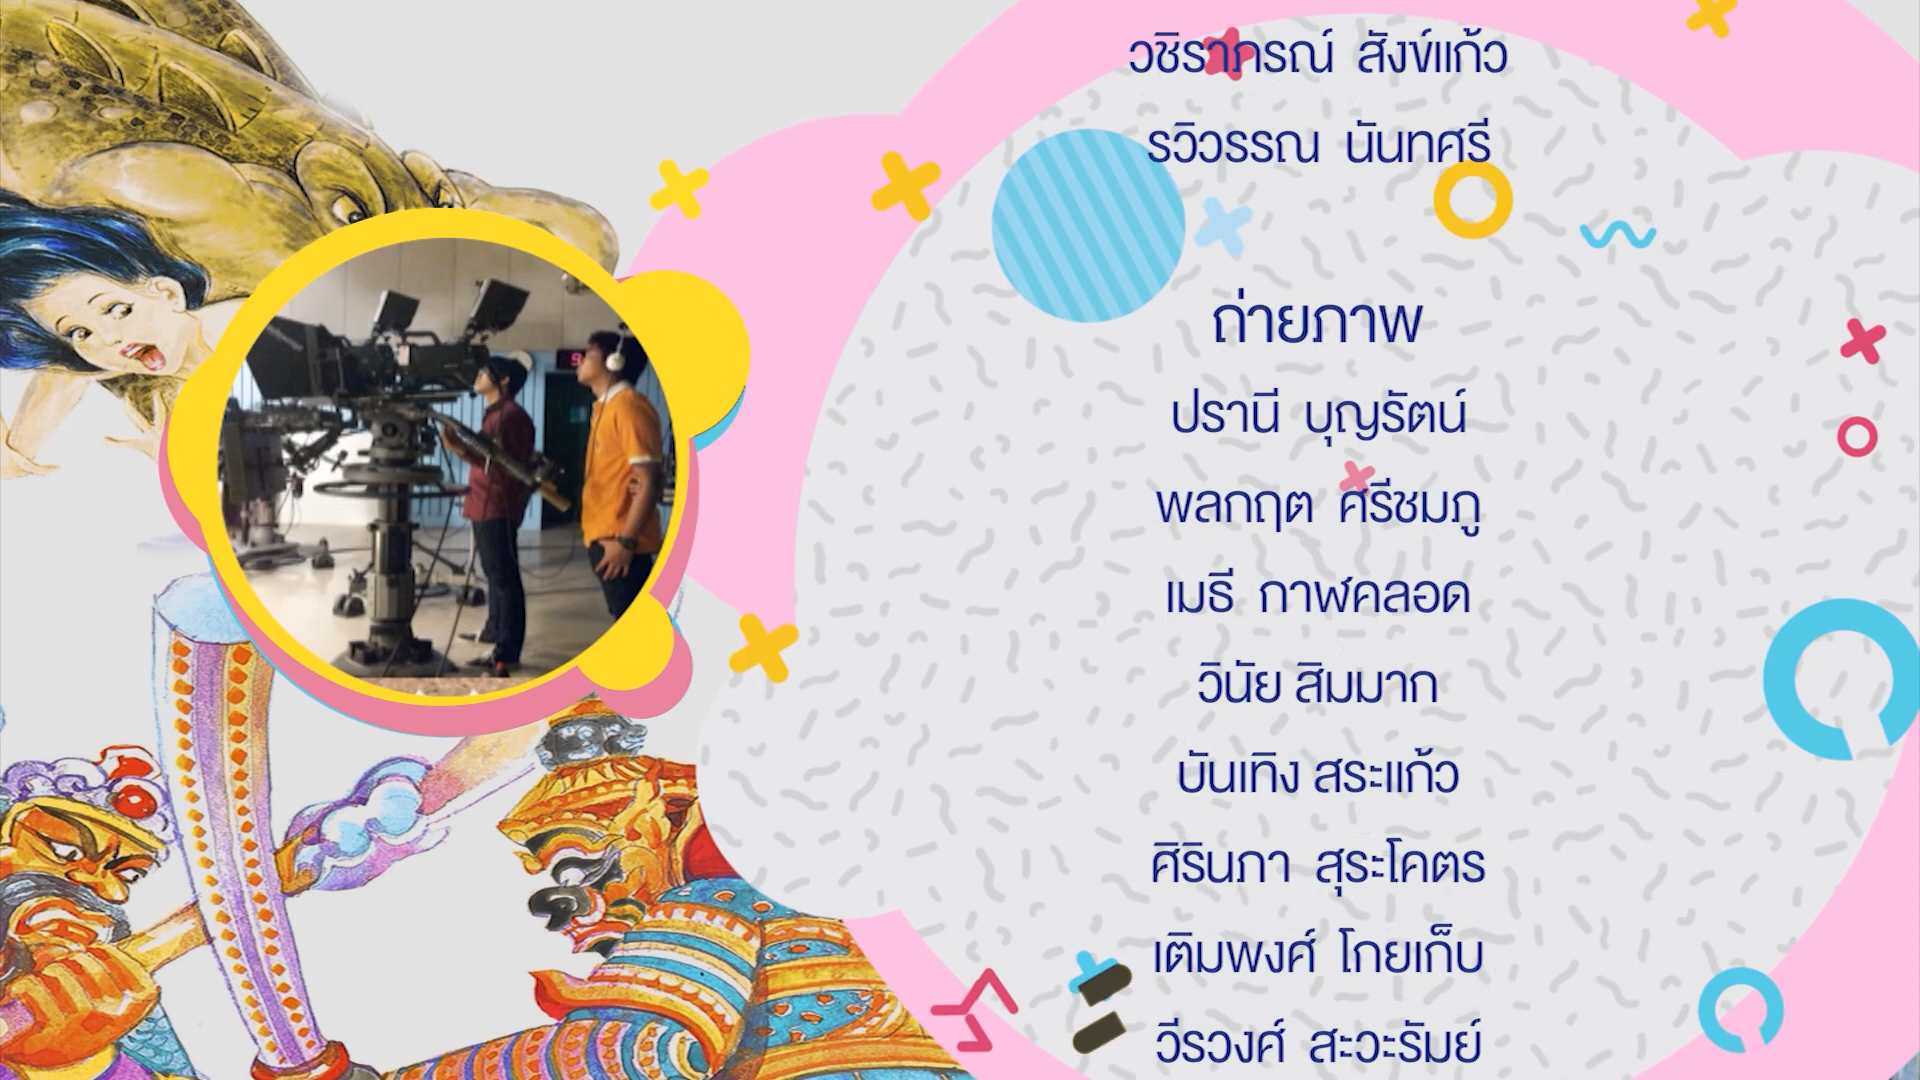 วชิราภรณ์ สังข์แก้ว
รวิวรรณ นันทศรี
ถ่ายภาพ
ปรานี บุญรัตน์
พลกฤต ศรีชมภู
เมธี กาฬคลอด
วินัย สิมมาก
บันเทิง สระแก้ว
ศิรินภา สุระโคตร
เติมพงศ์ โกยเก็บ
วีรวงศ์ สะวะรัมย์